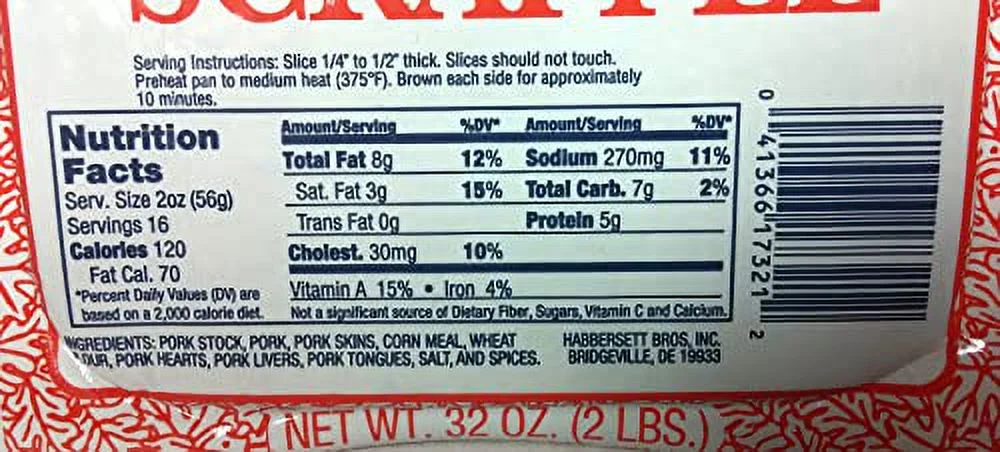 SCRAPPLE
Serving Instructions: Slice 1/4" to 1/2" thick. Slices should not touch.
Preheat pan to medium heat (375°F). Brown each side for approximately
10 minutes.
Nutrition
Facts
Serv. Size 2oz (56g)
Servings 16
Calories 120
Fat Cal. 70
*Percent Daily Values (DV) are
based on a 2,000 calorie diet.
Amount/Serving %DV* Amount/Serving %DV*
Total Fat 8g 12% Sodium 270mg 11%
Sat. Fat 3g 15% Total Carb. 7g 2%
Trans Fat 0g Protein 5g
Cholest. 30mg 10%
Vitamin A 15% • Iron 4%
Not a significant source of Dietary Fiber, Sugars, Vitamin C and Calcium.
INGREDIENTS: PORK STOCK, PORK, PORK SKINS, CORN MEAL, WHEAT
FLOUR, PORK HEARTS, PORK LIVERS, PORK TONGUES, SALT, AND SPICES.
HABBERSETT BROS, INC.
BRIDGEVILLE, DE 19933
0 41366 17321 2
NET WT. 32 OZ. (2 LBS.)